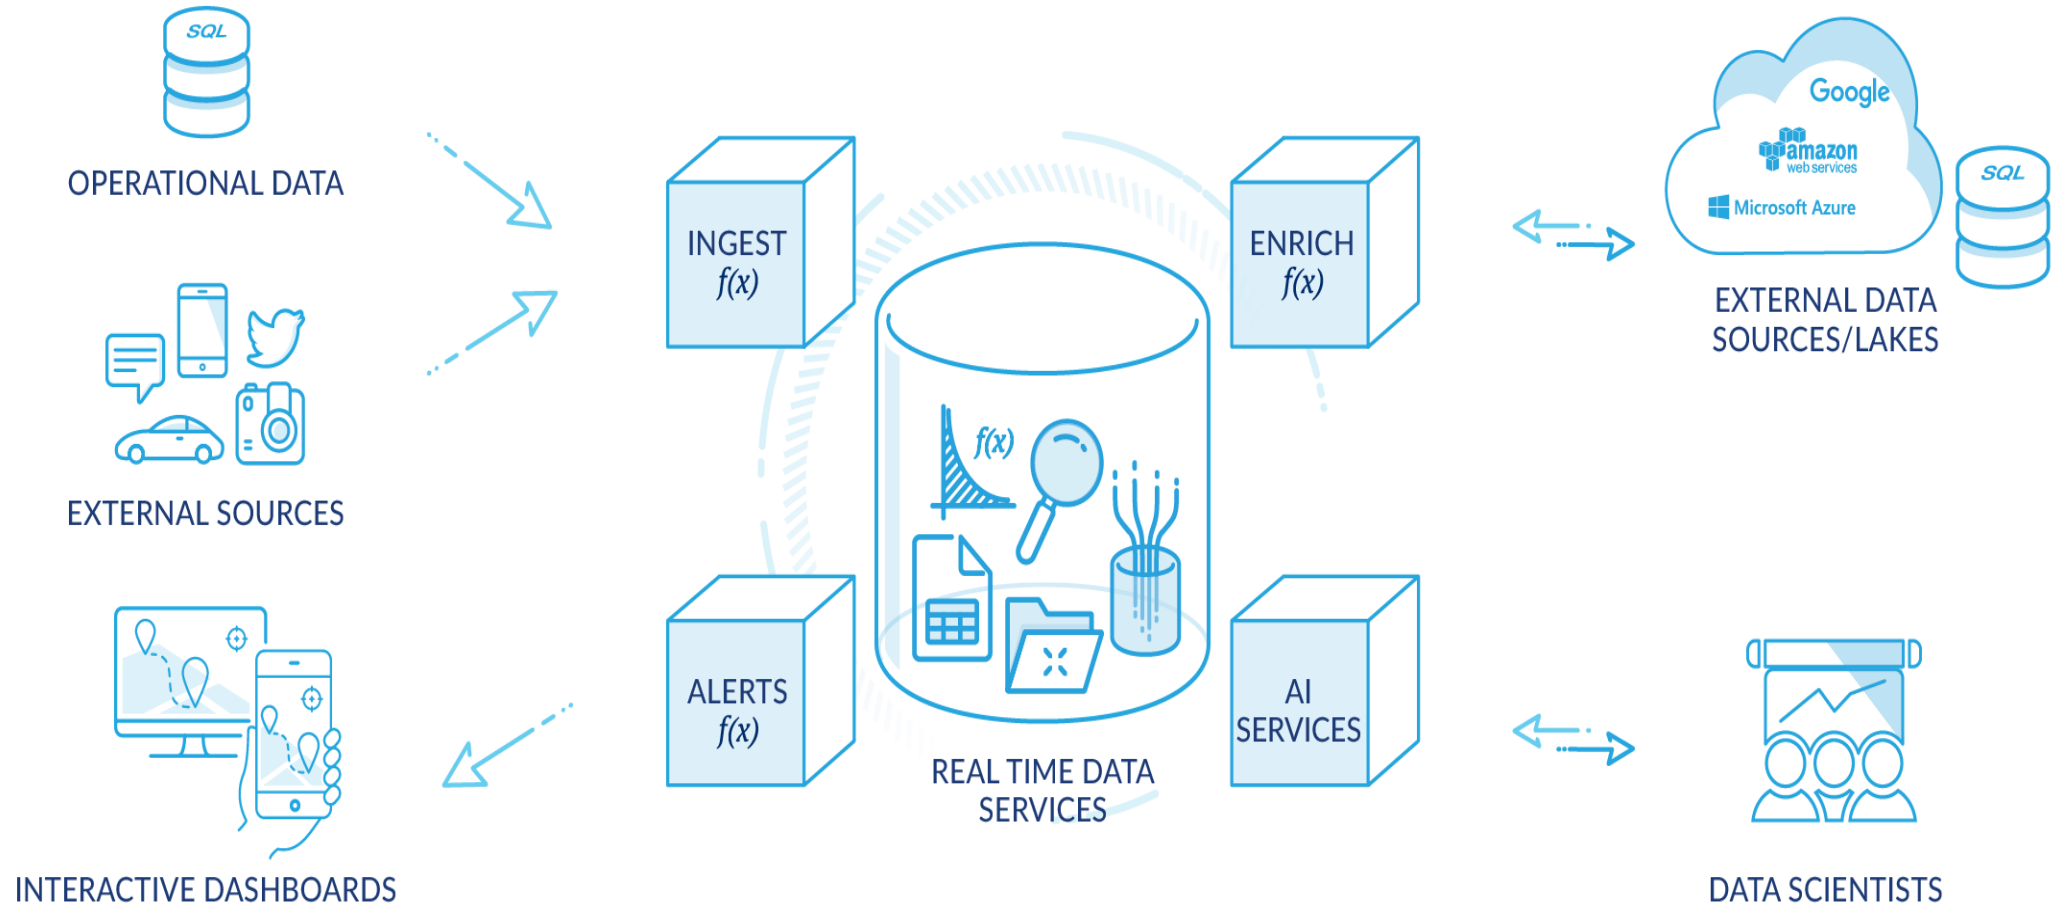 SQL
OPERATIONAL DATA
EXTERNAL SOURCES
INTERACTIVE DASHBOARDS
INGEST
f(x)
ALERTS
f(x)
f(x)
REAL TIME DATA
SERVICES
ENRICH
f(x)
AI
SERVICES
Google
amazon
web services
Microsoft Azure
SQL
EXTERNAL DATA
SOURCES/LAKES
DATA SCIENTISTS